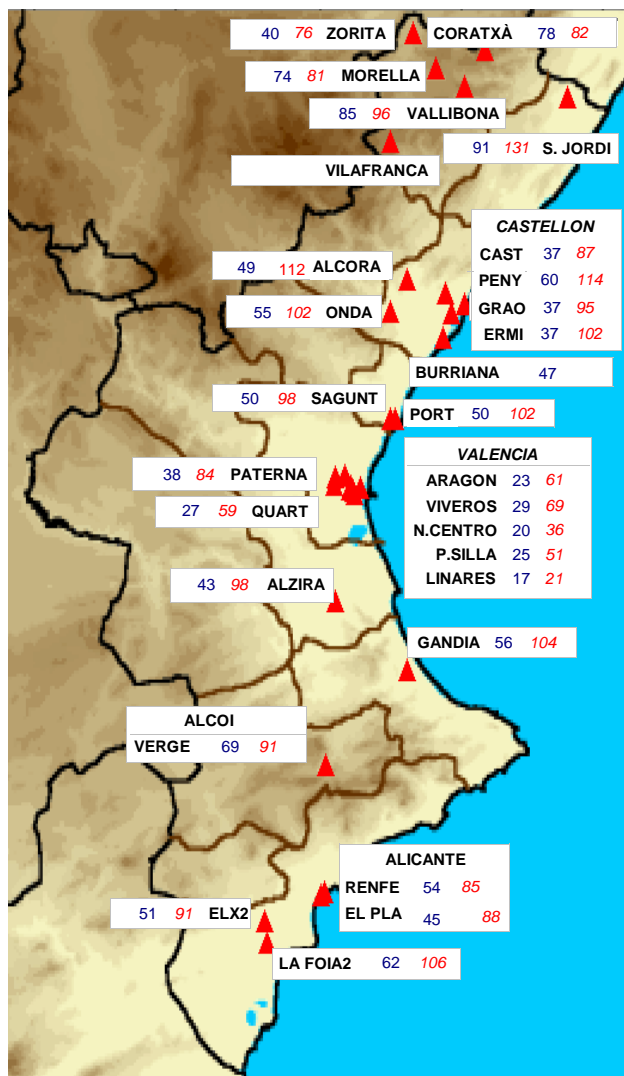 40 76 ZORITA
CORATXÀ 78 82
74 81 MORELLA
85 96 VALLIBONA
91 131 S. JORDI
VILAFRANCA
CASTELLON
CAST 37 87
PENY 60 114
GRAO 37 95
ERMI 37 102
49 112 ALCORA
55 102 ONDA
BURRIANA 47
50 98 SAGUNT
PORT 50 102
VALENCIA
ARAGON 23 61
VIVEROS 29 69
N.CENTRO 20 36
P.SILLA 25 51
LINARES 17 21
38 84 PATERNA
27 59 QUART
43 98 ALZIRA
GANDIA 56 104
ALCOI
VERGE 69 91
ALICANTE
RENFE 54 85
EL PLA 45 88
51 91 ELX2
LA FOIA2 62 106